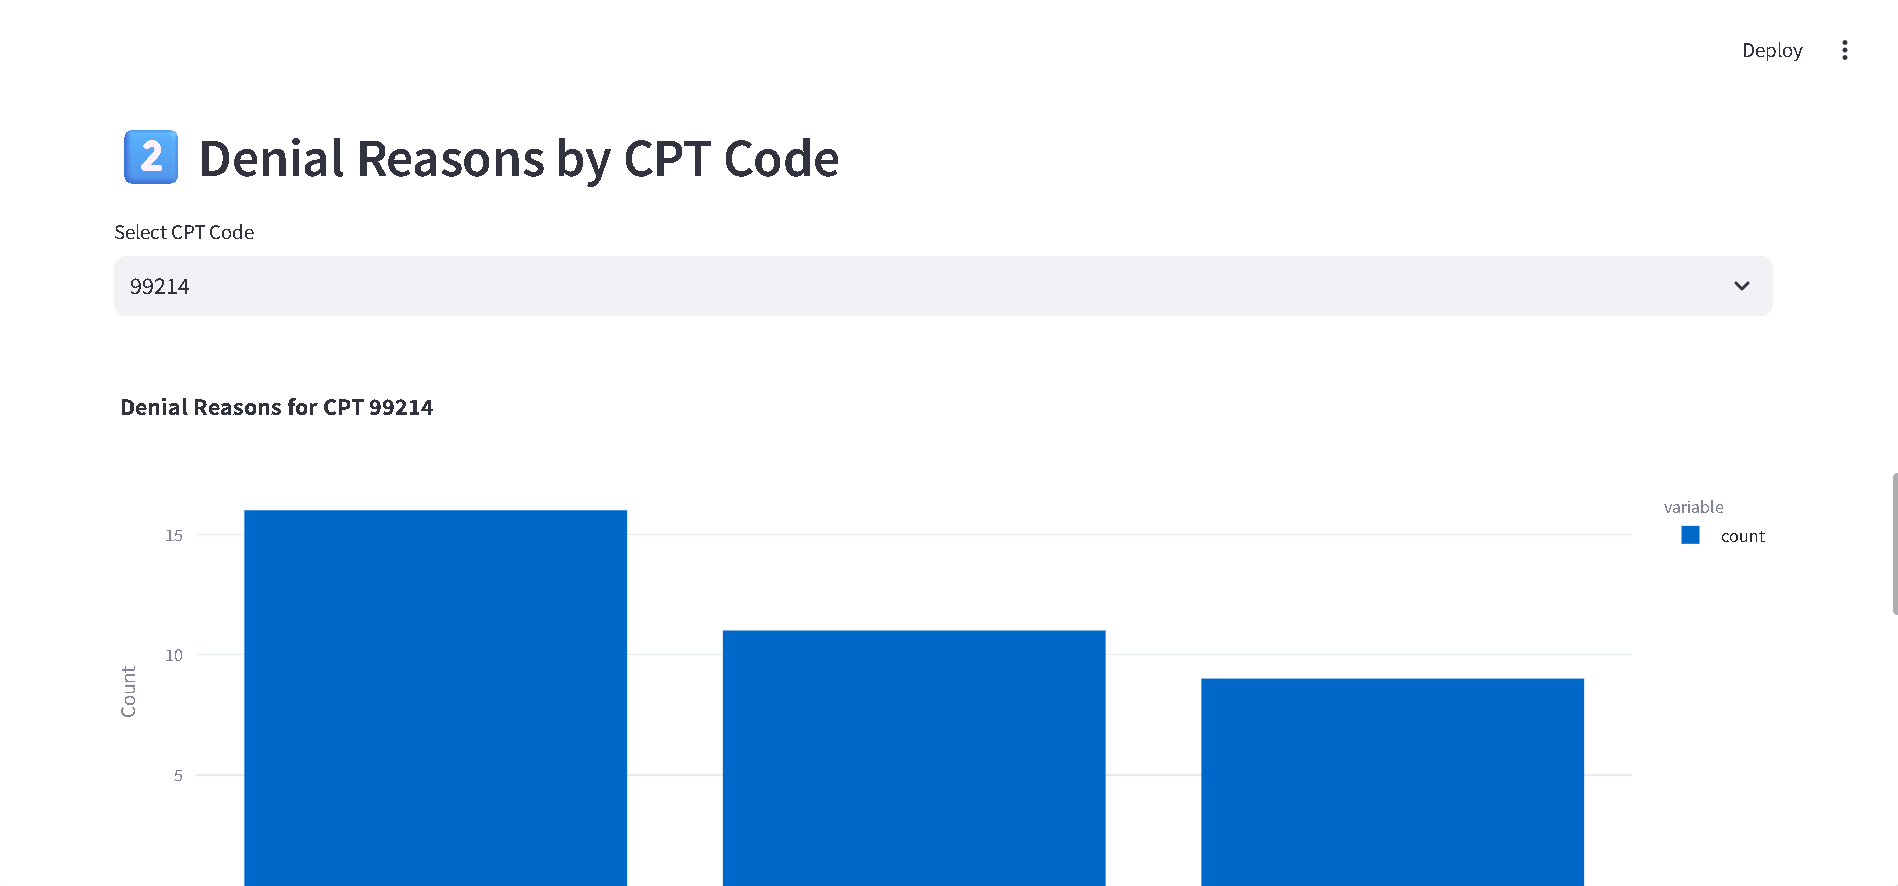 Deploy
2 Denial Reasons by CPT Code
Select CPT Code
99214
Denial Reasons for CPT 99214
variable
count
15
10
5
Count